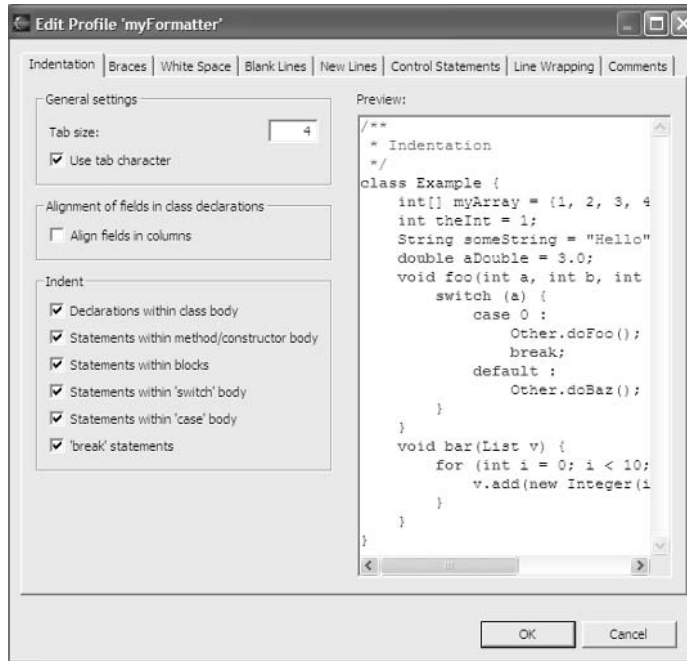 Edit Profile 'myFormatter'
Indentation Braces White Space Blank Lines New Lines Control Statements Line Wrapping Comments
General settings
Tab size: 4
Use tab character
Alignment of fields in class declarations
Align fields in columns
Indent
Declarations within class body
Statements within method/constructor body
Statements within blocks
Statements within 'switch' body
Statements within 'case' body
'break' statements
Preview:
/**
 * Indentation
 */
class Example {
    int[] myArray = {1, 2, 3, 4
    int theInt = 1;
    String someString = "Hello"
    double aDouble = 3.0;
    void foo(int a, int b, int
        switch (a) {
            case 0 :
                Other.doFoo();
                break;
            default :
                Other.doBaz();
        }
    }
    void bar(List v) {
        for (int i = 0; i < 10;
            v.add(new Integer(i
        }
    }
}
OK Cancel